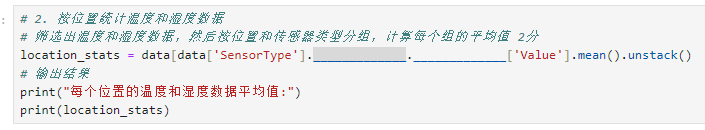 # 2. 按位置统计温度和湿度数据
# 筛选出温度和湿度数据，然后按位置和传感器类型分组，计算每个组的平均值 2分
location_stats = data[data['SensorType'].______________.______________['Value'].mean().unstack()
# 输出结果
print("每个位置的温度和湿度数据平均值:")
print(location_stats)